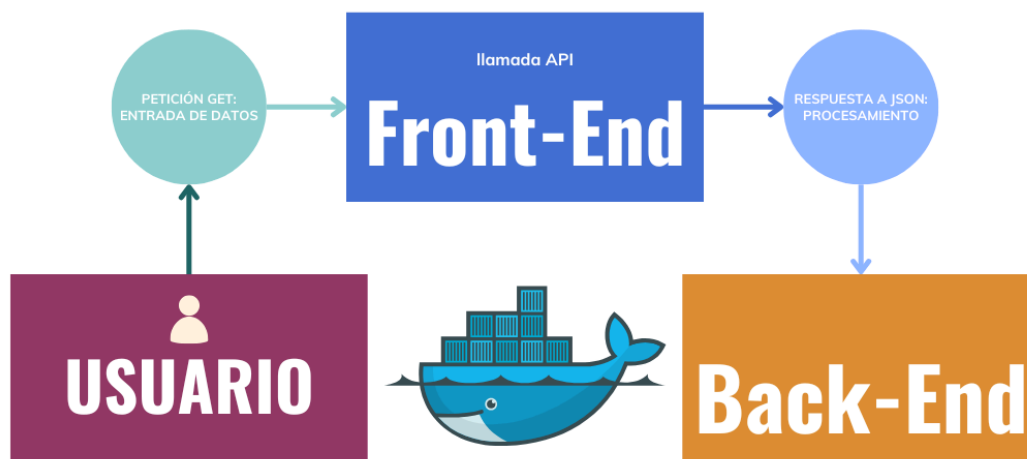 llamada API
Front-End
PETICIÓN GET:
ENTRADA DE DATOS
RESPUESTA A JSON:
PROCESAMIENTO
USUARIO
Back-End